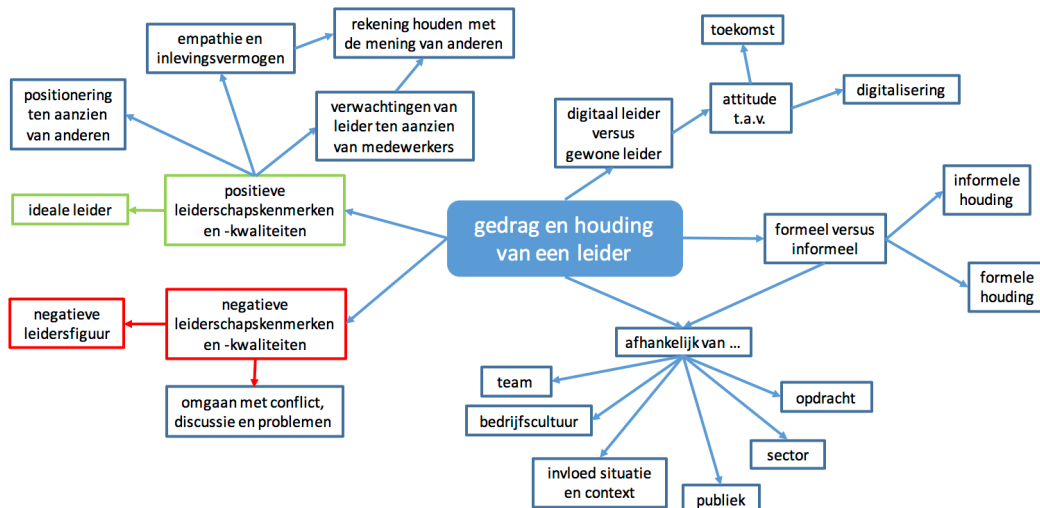 empathie en
inlevingsvermogen
rekening houden met
de mening van anderen
toekomst
positionering
ten aanzien
van anderen
verwachtingen van
leider ten aanzien
van medewerkers
digitaal leider
versus
gewone leider
attitude
t.a.v.
digitalisering
ideale leider
positieve
leiderschapskenmerken
en -kwaliteiten
gedrag en houding
van een leider
formeel versus
informeel
informele
houding
formele
houding
negatieve
leidersfiguur
negatieve
leiderschapskenmerken
en -kwaliteiten
omgaan met conflict,
discussie en problemen
afhankelijk van ...
team
bedrijfscultuur
invloed situatie
en context
publiek
sector
opdracht